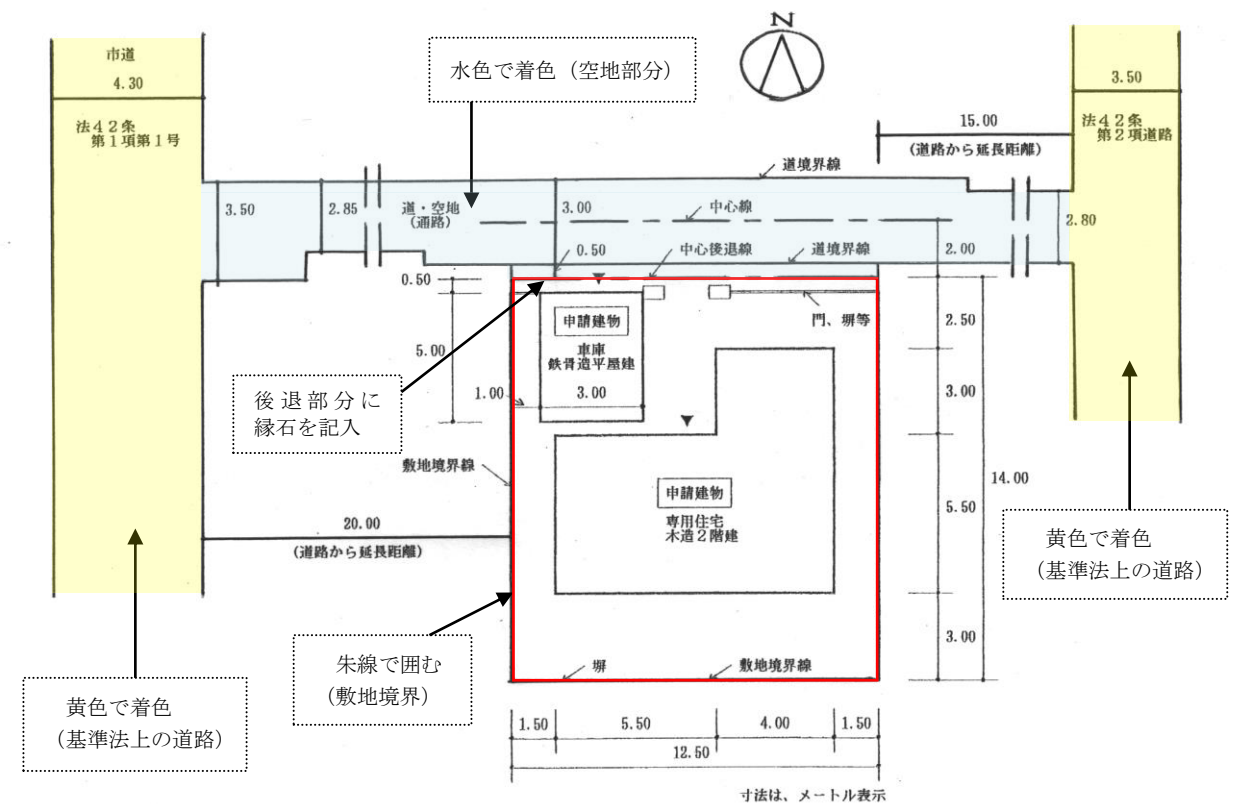 N
市道
4.30
水色で着色（空地部分）
3.50
法42条
第1項第1号
15.00
(道路から延長距離)
法42条
第2項道路
道境界線
3.50
2.85
道・空地
(通路)
3.00
中心線
2.80
0.50
中心後退線
道境界線
2.00
0.50
申請建物
車庫
鉄骨造平屋建
門、塀等
2.50
5.00
1.00
3.00
3.00
後退部分に
縁石を記入
敷地境界線
14.00
申請建物
専用住宅
木造2階建
5.50
20.00
(道路から延長距離)
黄色で着色
（基準法上の道路）
3.00
朱線で囲む
（敷地境界）
塀
敷地境界線
黄色で着色
（基準法上の道路）
1.50
5.50
4.00
1.50
12.50
寸法は、メートル表示